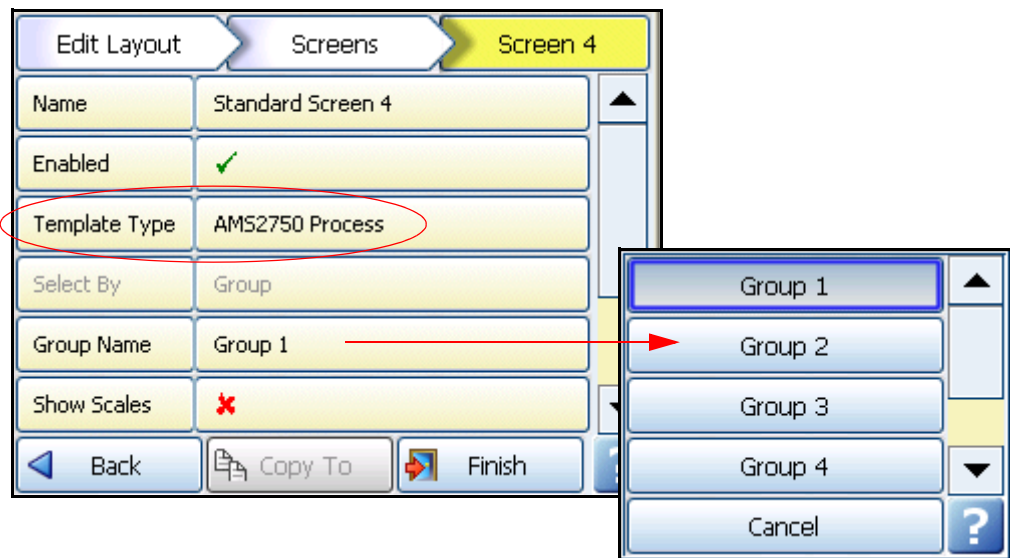 Edit Layout Screens Screen 4
Name Standard Screen 4
Enabled
Template Type AMS2750 Process
Select By Group
Group Name Group 1
Show Scales
Back Copy To Finish ?
Group 1
Group 2
Group 3
Group 4
Cancel ?